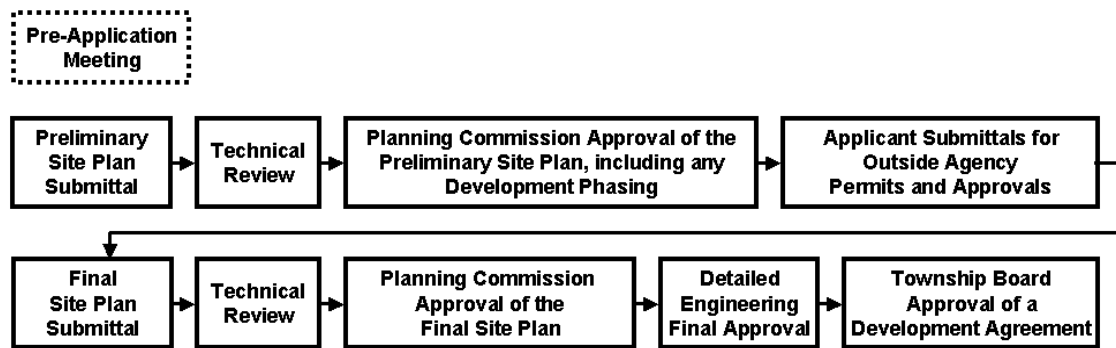 Pre-Application
Meeting
Preliminary
Site Plan
Submittal
Technical
Review
Planning Commission Approval of the
Preliminary Site Plan, including any
Development Phasing
Applicant Submittals for
Outside Agency
Permits and Approvals
Final
Site Plan
Submittal
Technical
Review
Planning Commission
Approval of the
Final Site Plan
Detailed
Engineering
Final Approval
Township Board
Approval of a
Development Agreement